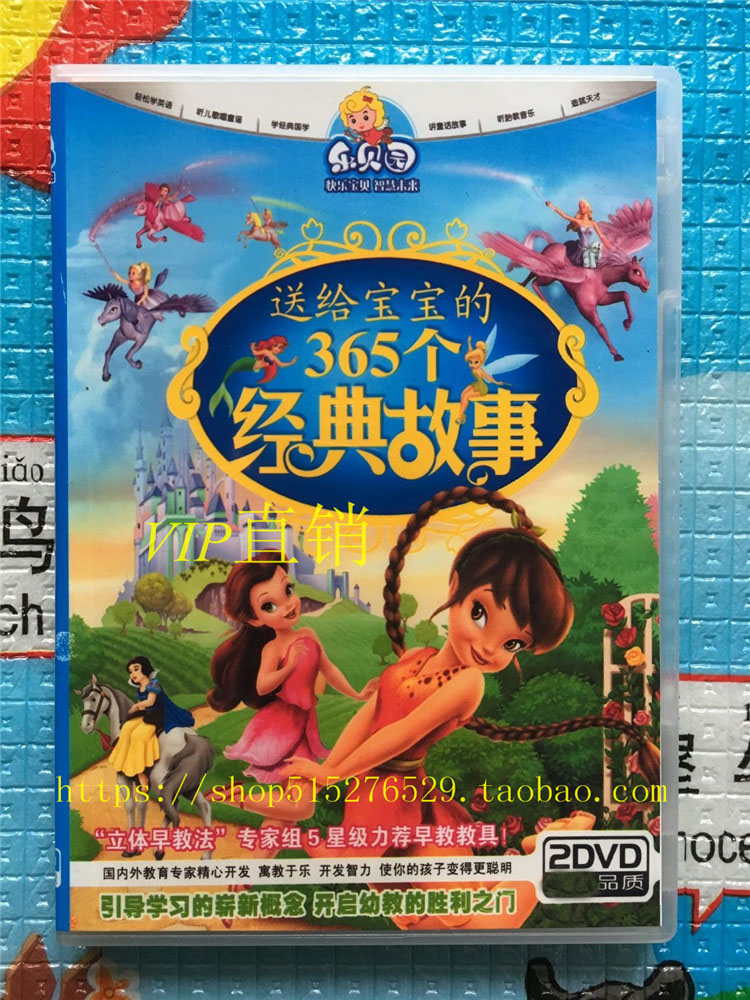 轻松学英语
听儿歌唱童谣
学经典国学
讲童话故事
听胎教音乐
造就天才
乐贝园
快乐宝贝 智慧未来
送给宝宝的
365个
经典故事
iǎo
鸟
ch
VIP直销
https://shop515276529.taobao.com/
“立体早教法”专家组5星级力荐早教教具!
国内外教育专家精心开发 寓教于乐 开发智力 使你的孩子变得更聪明
引导学习的崭新概念 开启幼教的胜利之门
2DVD
品质
noce